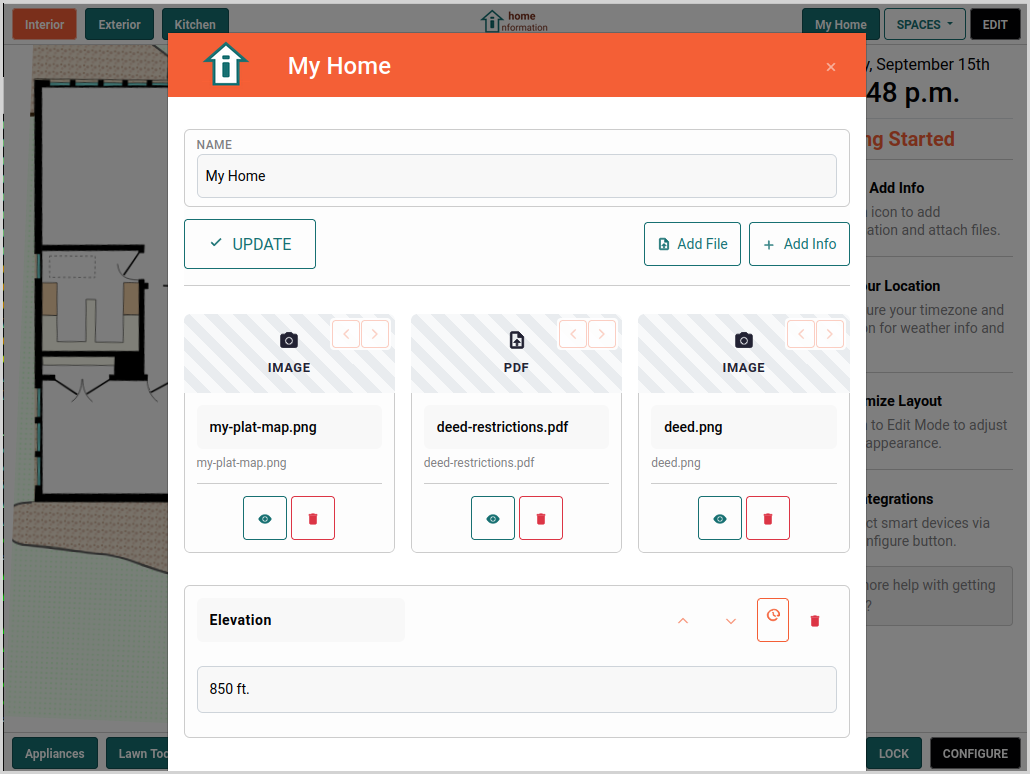 Interior
Exterior
Kitchen
home
information
My Home
SPACES
EDIT
My Home
×
y, September 15th
48 p.m.
ng Started
Add Info
icon to add
ation and attach files.
ur Location
ure your timezone and
on for weather info and
mize Layout
to Edit Mode to adjust
appearance.
ntegrations
ct smart devices via
nfigure button.
ore help with getting
?
NAME
My Home
UPDATE
Add File
Add Info
IMAGE
my-plat-map.png
my-plat-map.png
PDF
deed-restrictions.pdf
deed-restrictions.pdf
IMAGE
deed.png
deed.png
Elevation
850 ft.
Appliances
Lawn Too
LOCK
CONFIGURE